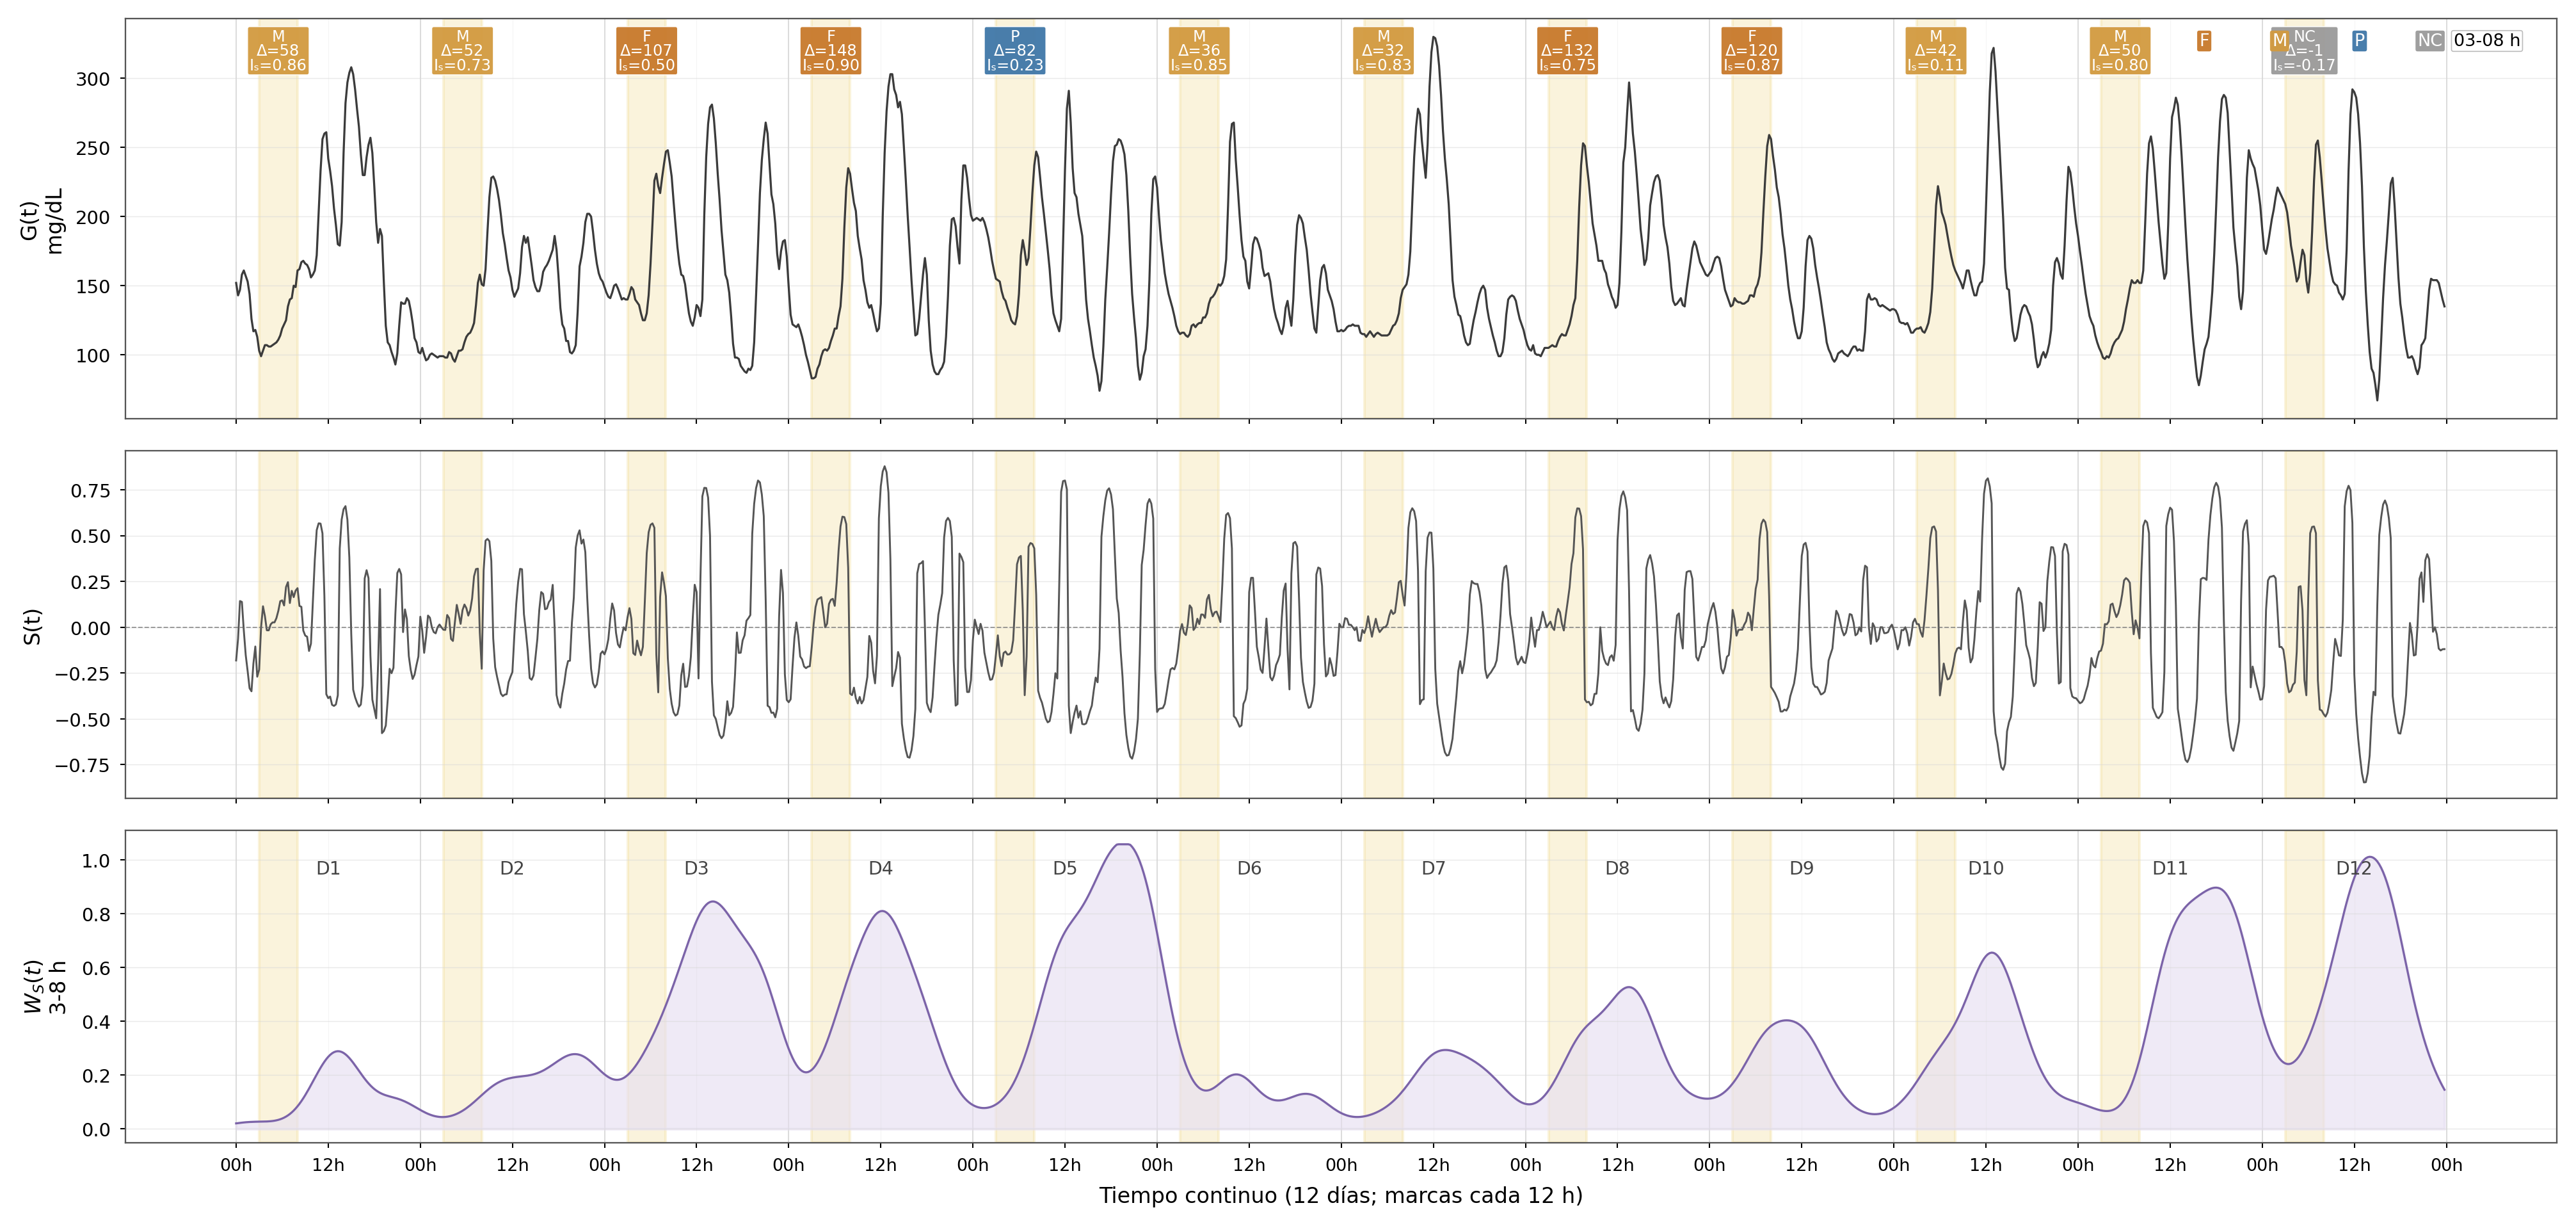 M
Δ=58
Iₛ=0.86
M
Δ=52
Iₛ=0.73
F
Δ=107
Iₛ=0.50
F
Δ=148
Iₛ=0.90
P
Δ=82
Iₛ=0.23
M
Δ=36
Iₛ=0.85
M
Δ=32
Iₛ=0.83
F
Δ=132
Iₛ=0.75
F
Δ=120
Iₛ=0.87
M
Δ=42
Iₛ=0.11
M
Δ=50
Iₛ=0.80
NC
Δ=-1
Iₛ=-0.17
F
M
P
NC
03-08 h
G(t)
mg/dL
300
250
200
150
100
S(t)
0.75
0.50
0.25
0.00
−0.25
−0.50
−0.75
W_S(t)
3-8 h
1.0
0.8
0.6
0.4
0.2
0.0
D1 D2 D3 D4 D5 D6 D7 D8 D9 D10 D11 D12
00h 12h 00h 12h 00h 12h 00h 12h 00h 12h 00h 12h 00h 12h 00h 12h 00h 12h 00h 12h 00h 12h 00h 12h 00h
Tiempo continuo (12 días; marcas cada 12 h)